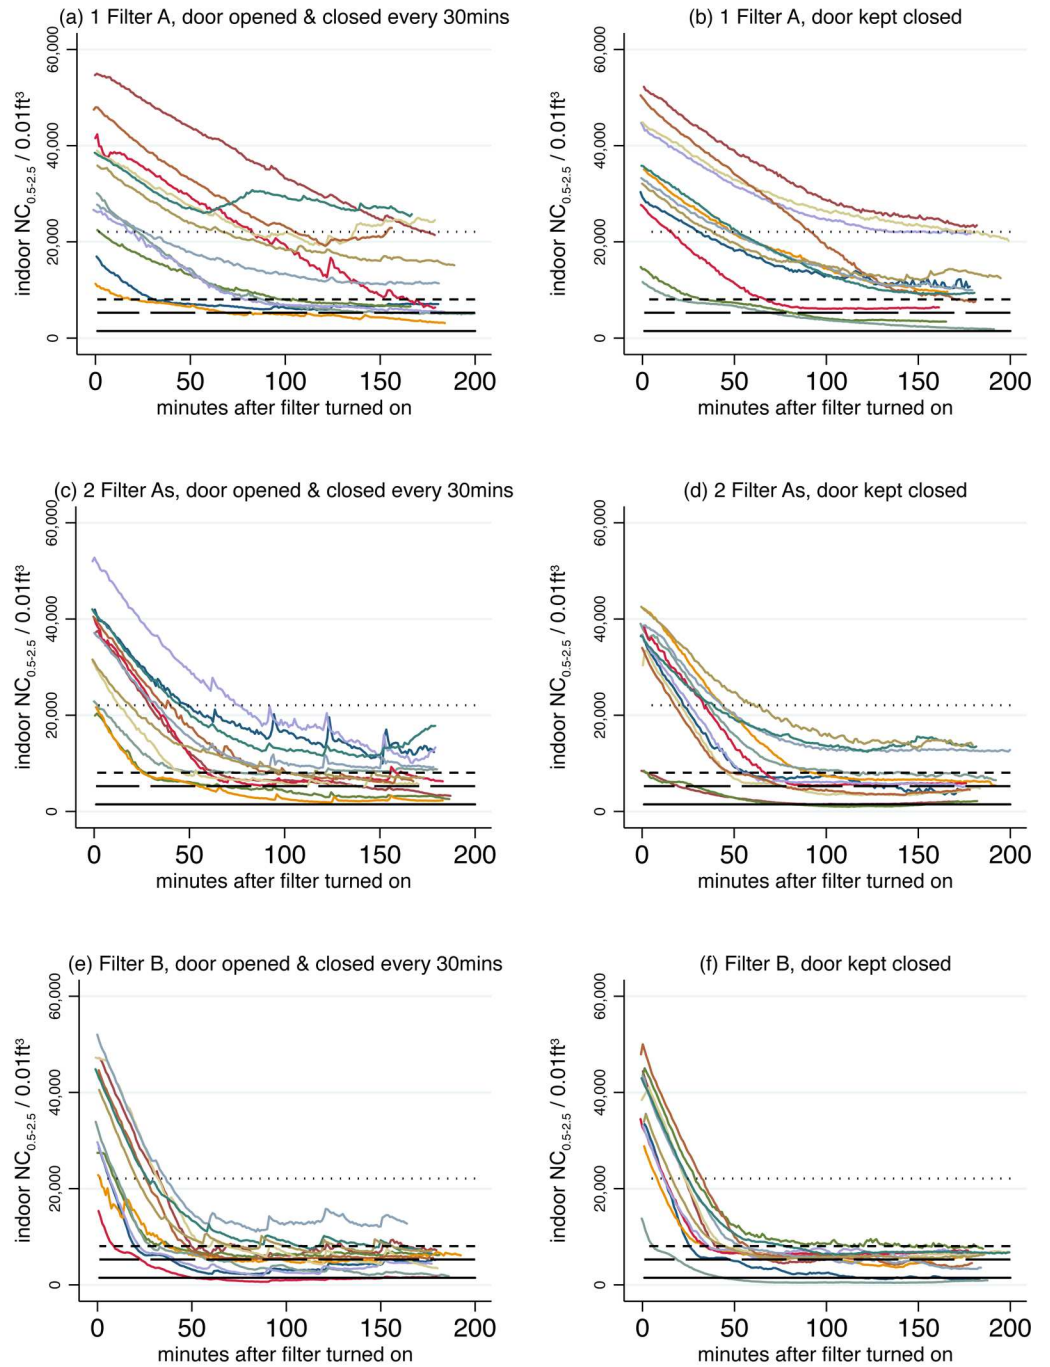 (a) 1 Filter A, door opened & closed every 30mins
indoor NC0.5-2.5 / 0.01ft³
60,000
40,000
20,000
0
0 50 100 150 200
minutes after filter turned on
(b) 1 Filter A, door kept closed
indoor NC0.5-2.5 / 0.01ft³
60,000
40,000
20,000
0
0 50 100 150 200
minutes after filter turned on
(c) 2 Filter As, door opened & closed every 30mins
indoor NC0.5-2.5 / 0.01ft³
60,000
40,000
20,000
0
0 50 100 150 200
minutes after filter turned on
(d) 2 Filter As, door kept closed
indoor NC0.5-2.5 / 0.01ft³
60,000
40,000
20,000
0
0 50 100 150 200
minutes after filter turned on
(e) Filter B, door opened & closed every 30mins
indoor NC0.5-2.5 / 0.01ft³
60,000
40,000
20,000
0
0 50 100 150 200
minutes after filter turned on
(f) Filter B, door kept closed
indoor NC0.5-2.5 / 0.01ft³
60,000
40,000
20,000
0
0 50 100 150 200
minutes after filter turned on